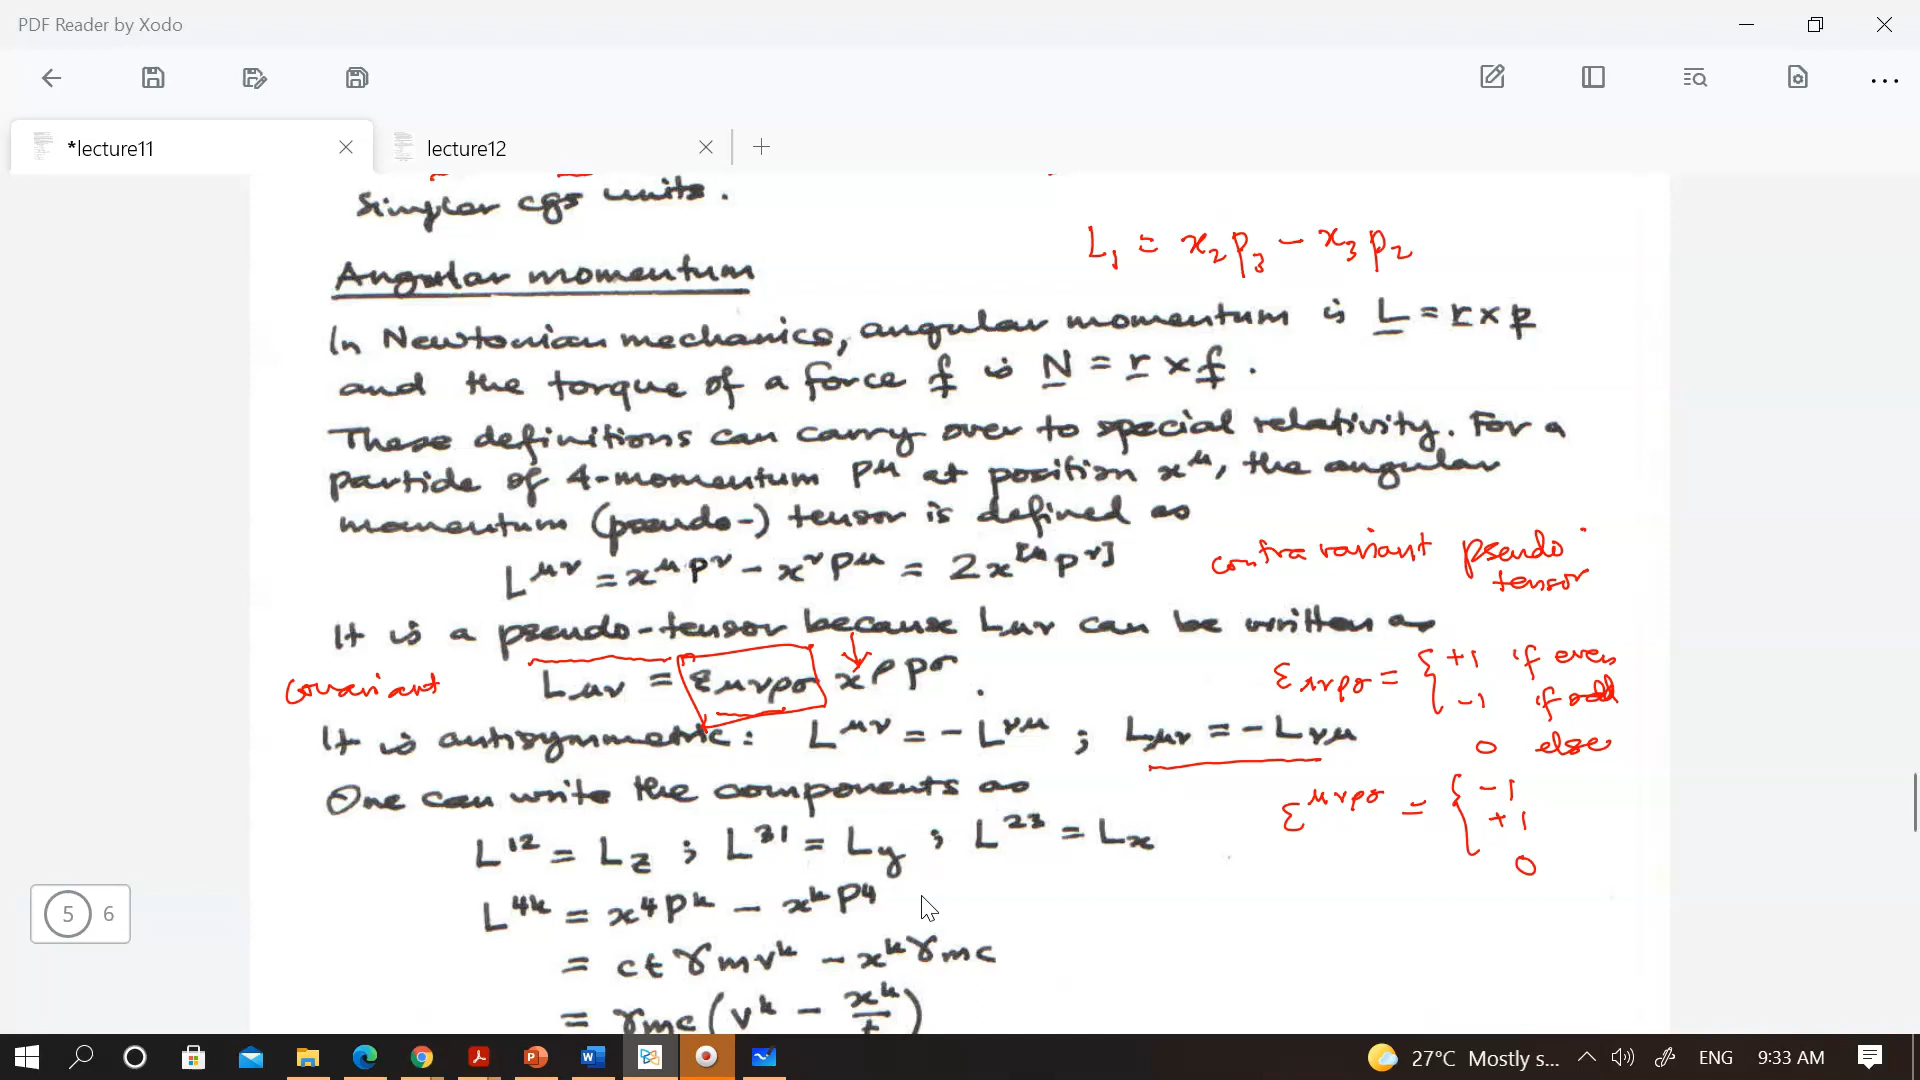 PDF Reader by Xodo
*lecture11
lecture12
simpler cgs units.
L₁ = x₂p₃ − x₃p₂
Angular momentum
In Newtonian mechanics, angular momentum is L = r × p
and the torque of a force f is N = r × f .
These definitions can carry over to special relativity. For a
particle of 4-momentum p^μ at position x^μ, the angular
momentum (pseudo-) tensor is defined as
L^μν = x^μ p^ν − x^ν p^μ = 2x^[μ p^ν]
contravariant pseudo
tensor
It is a pseudo-tensor because L_μν can be written as
covariant
L_μν = ε_μνρσ x^ρ p^σ .
ε_μνρσ = { +1 if even
−1 if odd
0 else
It is antisymmetric: L^μν = − L^νμ ; L_μν = − L_νμ
One can write the components as
ε^μνρσ = { −1
+1
0
L^12 = L_z ; L^31 = L_y ; L^23 = L_x
L^4k = x^4 p^k − x^k p^4
= ct γmv^k − x^k γmc
= γmc (v^k − x^k/t)
5 6
27°C Mostly s...
ENG
9:33 AM